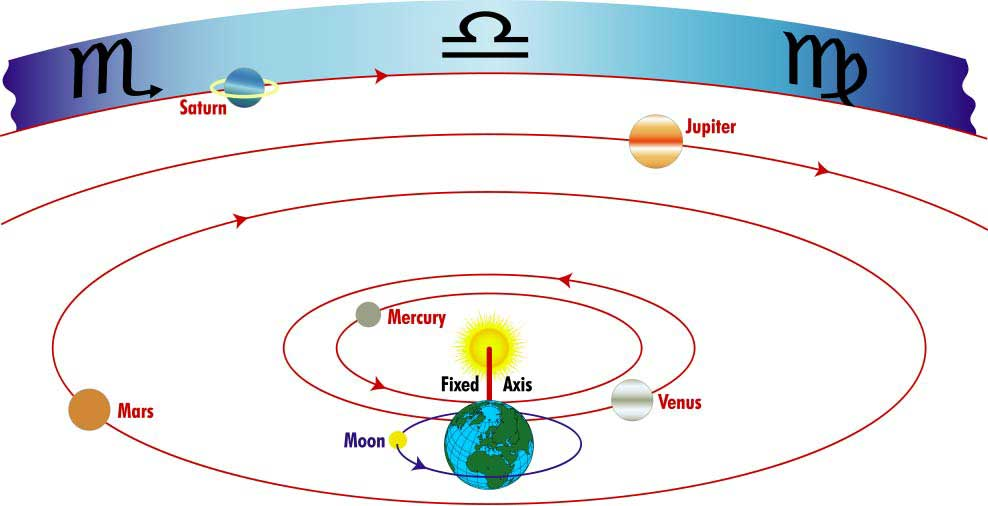 ♏ ♎ ♍
Saturn
Jupiter
Mercury
Fixed Axis
Mars
Venus
Moon